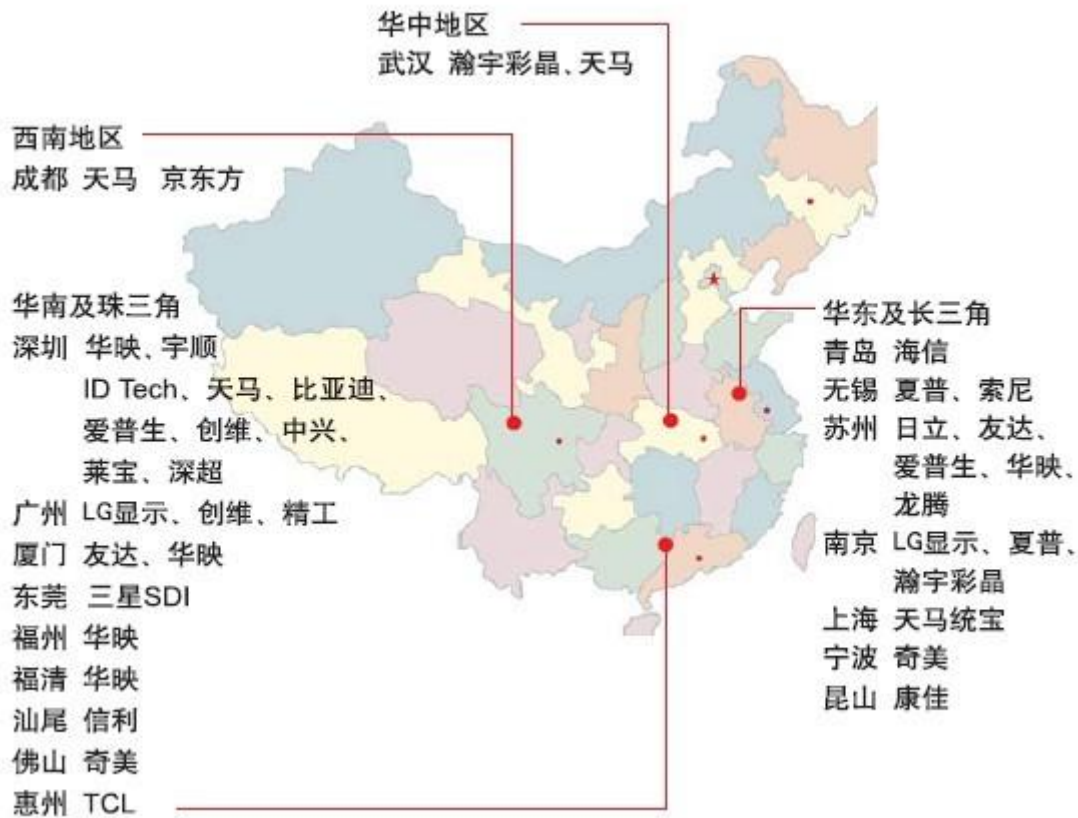 华中地区
武汉 瀚宇彩晶、天马
西南地区
成都 天马 京东方
华南及珠三角
深圳 华映、宇顺
ID Tech、天马、比亚迪、
爱普生、创维、中兴、
莱宝、深超
广州 LG显示、创维、精工
厦门 友达、华映
东莞 三星SDI
福州 华映
福清 华映
汕尾 信利
佛山 奇美
惠州 TCL
华东及长三角
青岛 海信
无锡 夏普、索尼
苏州 日立、友达、
爱普生、华映、
龙腾
南京 LG显示、夏普、
瀚宇彩晶
上海 天马统宝
宁波 奇美
昆山 康佳